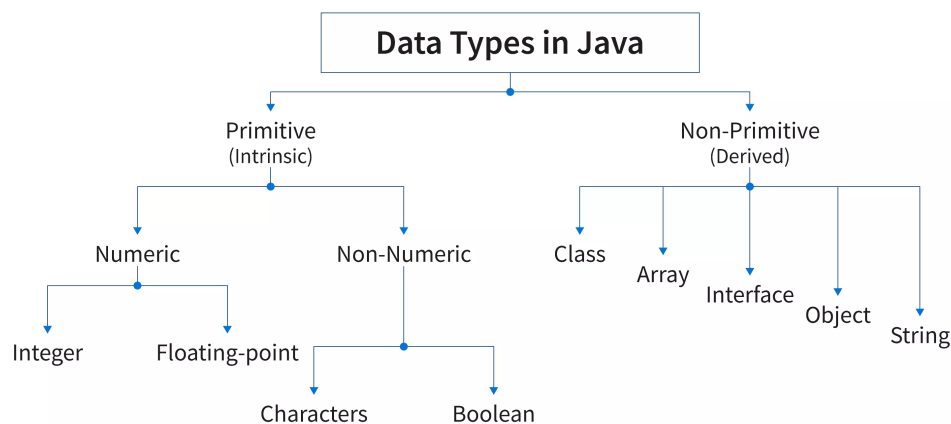 Data Types in Java
Primitive
(Intrinsic)
Non-Primitive
(Derived)
Numeric
Non-Numeric
Class
Array
Interface
Object
String
Integer
Floating-point
Characters
Boolean